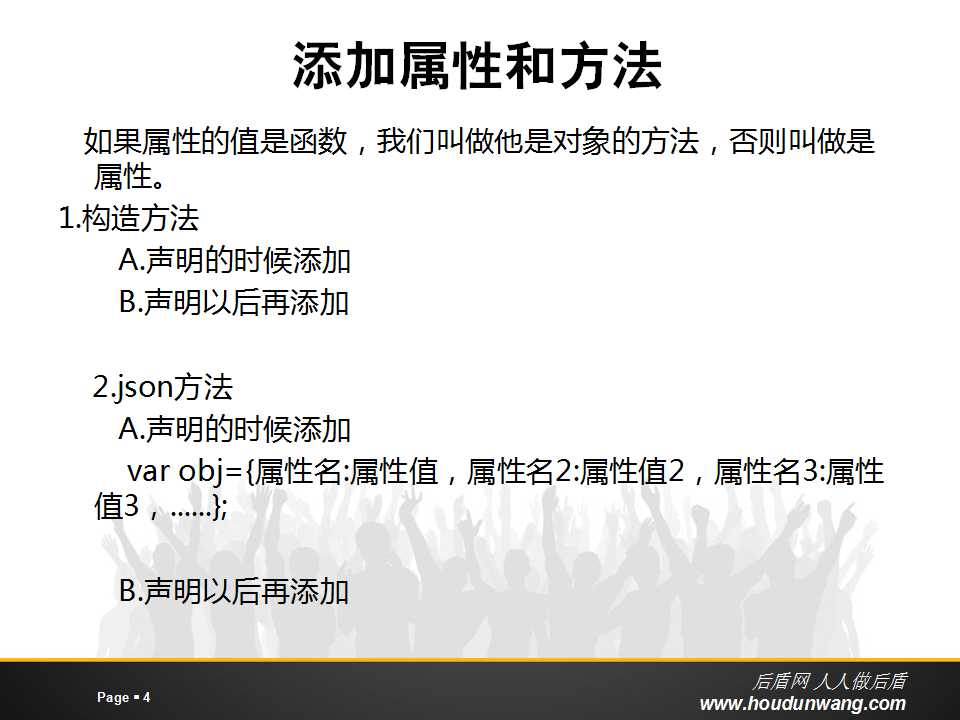 添加属性和方法
如果属性的值是函数，我们叫做他是对象的方法，否则叫做是
属性。
1.构造方法
A.声明的时候添加
B.声明以后再添加
2.json方法
A.声明的时候添加
var obj={属性名:属性值，属性名2:属性值2，属性名3:属性
值3，......};
B.声明以后再添加
Page ▪ 4
后盾网 人人做后盾
www.houdunwang.com